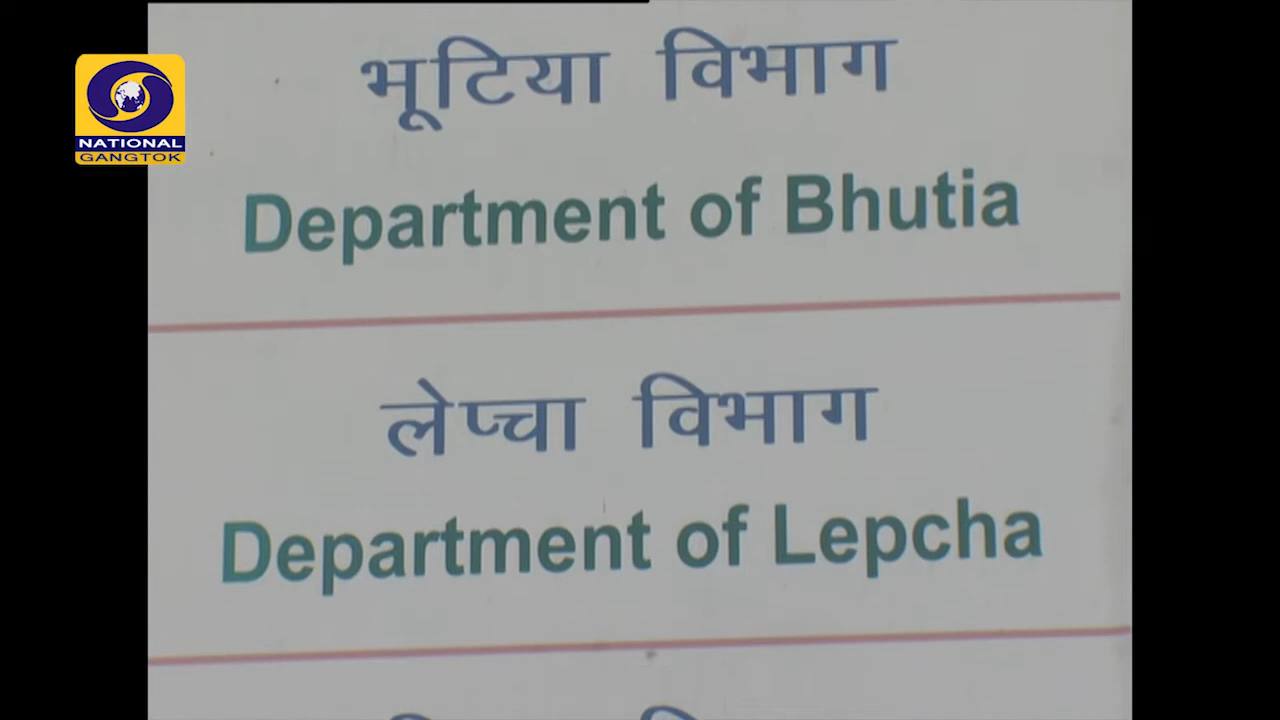 NATIONAL
GANGTOK
भूटिया विभाग
Department of Bhutia
लेप्चा विभाग
Department of Lepcha